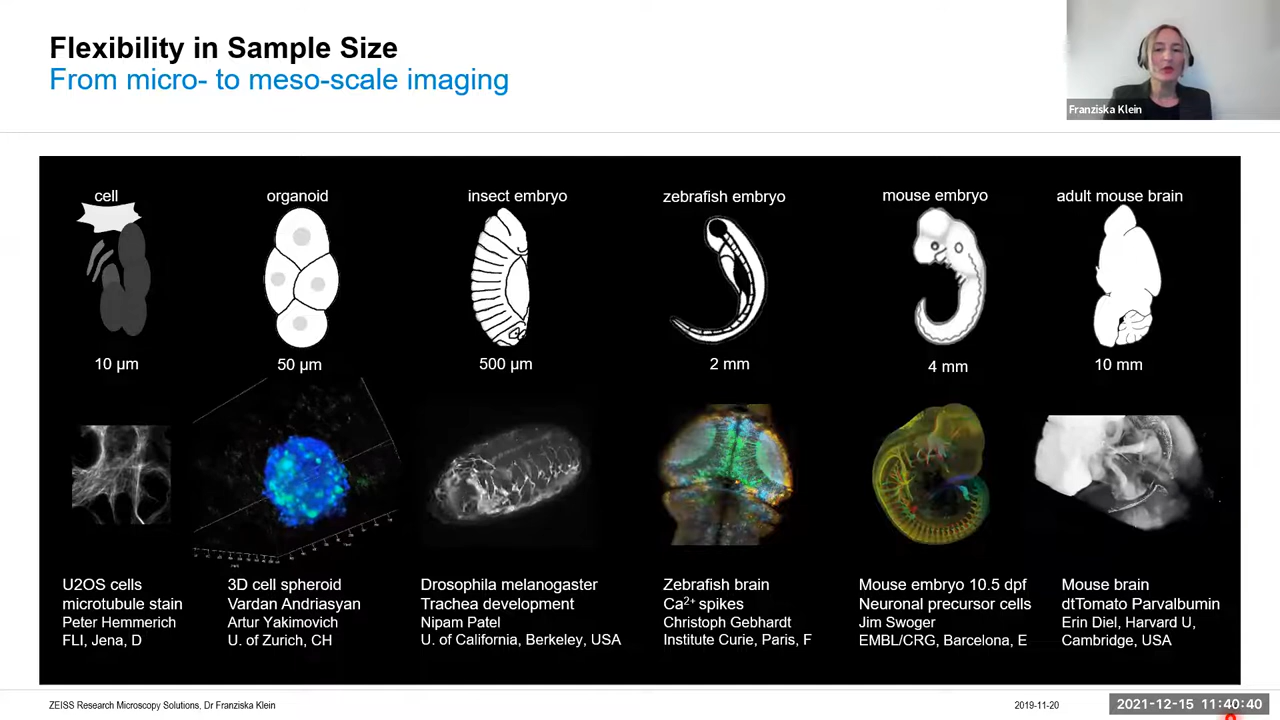 Flexibility in Sample Size
From micro- to meso-scale imaging
Franziska Klein
cell
organoid
insect embryo
zebrafish embryo
mouse embryo
adult mouse brain
10 µm
50 µm
500 µm
2 mm
4 mm
10 mm
U2OS cells
microtubule stain
Peter Hemmerich
FLI, Jena, D
3D cell spheroid
Vardan Andriasyan
Artur Yakimovich
U. of Zurich, CH
Drosophila melanogaster
Trachea development
Nipam Patel
U. of California, Berkeley, USA
Zebrafish brain
Ca²⁺ spikes
Christoph Gebhardt
Institute Curie, Paris, F
Mouse embryo 10.5 dpf
Neuronal precursor cells
Jim Swoger
EMBL/CRG, Barcelona, E
Mouse brain
dtTomato Parvalbumin
Erin Diel, Harvard U,
Cambridge, USA
ZEISS Research Microscopy Solutions, Dr Franziska Klein
2019-11-20
2021-12-15 11:40:40